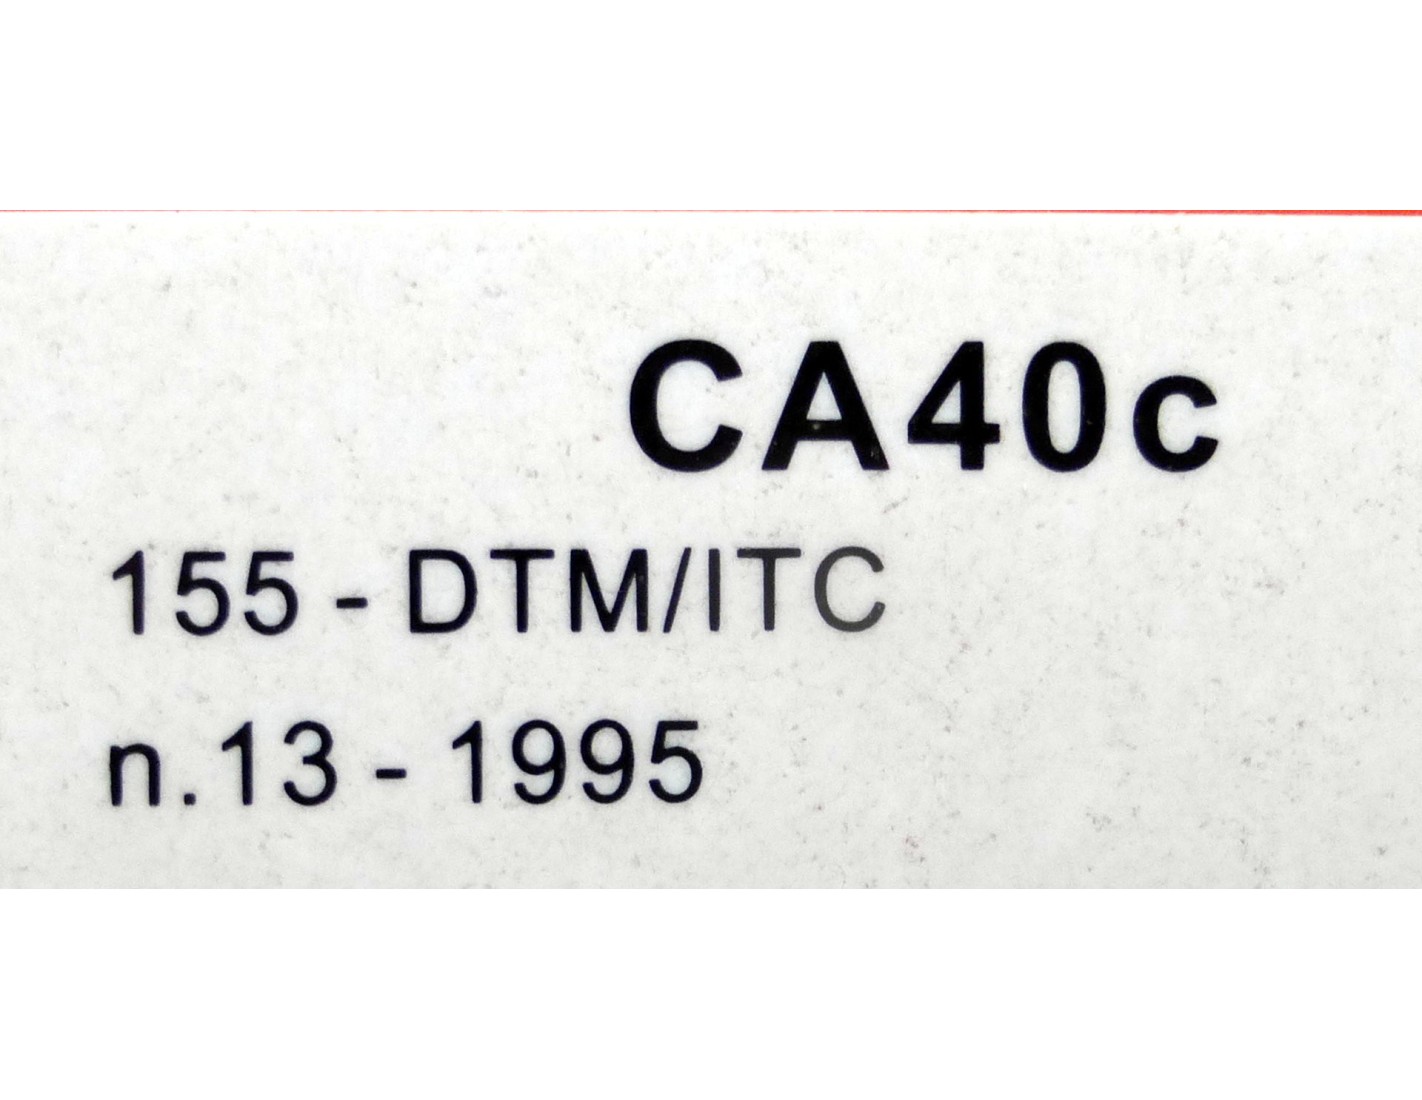 CA40c
155 - DTM/ITC
n.13 - 1995